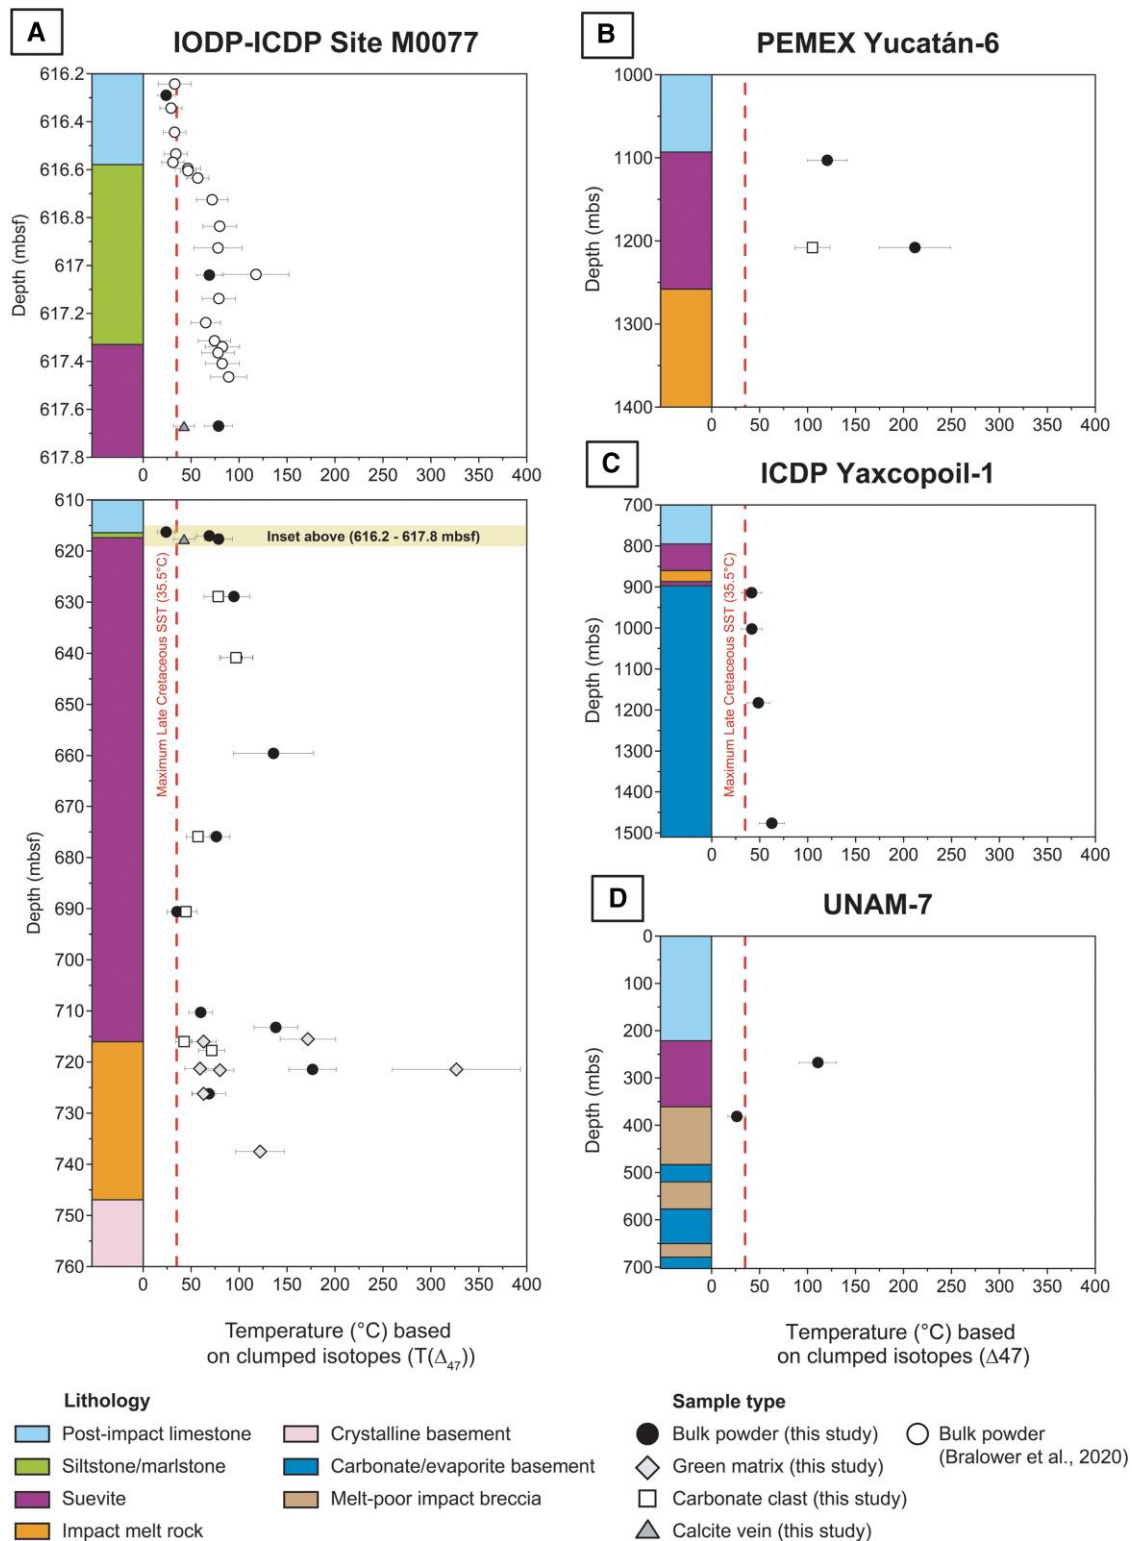 A
IODP-ICDP Site M0077
616.2
616.4
616.6
616.8
617
617.2
617.4
617.6
617.8
Depth (mbsf)
0 50 100 150 200 250 300 350 400
610
620
630
640
650
660
670
680
690
700
710
720
730
740
750
760
Depth (mbsf)
Inset above (616.2 - 617.8 mbsf)
Maximum Late Cretaceous SST (35.5°C)
0 50 100 150 200 250 300 350 400
Temperature (°C) based
on clumped isotopes (T(Δ₄₇))
B
PEMEX Yucatán-6
1000
1100
1200
1300
1400
Depth (mbs)
0 50 100 150 200 250 300 350 400
C
ICDP Yaxcopoil-1
700
800
900
1000
1100
1200
1300
1400
1500
Depth (mbs)
Maximum Late Cretaceous SST (35.5°C)
0 50 100 150 200 250 300 350 400
D
UNAM-7
0
100
200
300
400
500
600
700
Depth (mbs)
0 50 100 150 200 250 300 350 400
Temperature (°C) based
on clumped isotopes (Δ47)
Lithology
Post-impact limestone
Siltstone/marlstone
Suevite
Impact melt rock
Crystalline basement
Carbonate/evaporite basement
Melt-poor impact breccia
Sample type
Bulk powder (this study)
Green matrix (this study)
Carbonate clast (this study)
Calcite vein (this study)
Bulk powder
(Bralower et al., 2020)